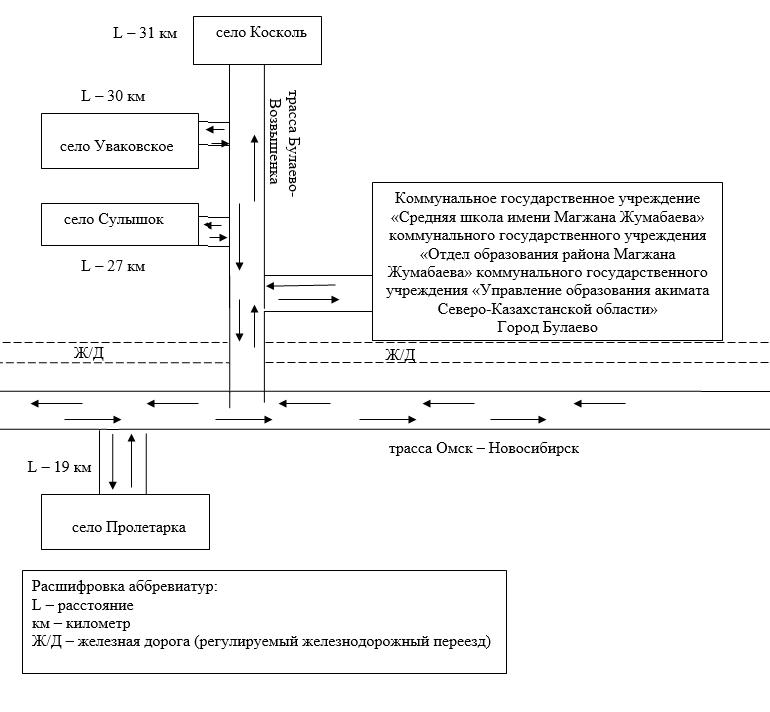 L – 31 км
село Косколь
L – 30 км
село Уваковское
трасса Булаево-
Возвышенка
село Сулышок
L – 27 км
Коммунальное государственное учреждение
«Средняя школа имени Магжана Жумабаева»
коммунального государственного учреждения
«Отдел образования района Магжана
Жумабаева» коммунального государственного
учреждения «Управление образования акимата
Северо-Казахстанской области»
Город Булаево
Ж/Д
Ж/Д
трасса Омск – Новосибирск
L – 19 км
село Пролетарка
Расшифровка аббревиатур:
L – расстояние
км – километр
Ж/Д – железная дорога (регулируемый железнодорожный переезд)